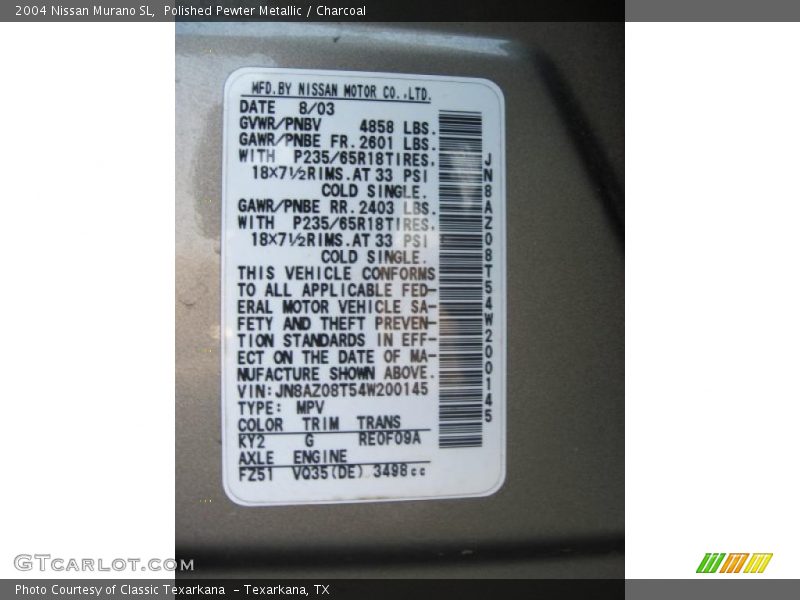 2004 Nissan Murano SL,  Polished Pewter Metallic / Charcoal
MFD.BY NISSAN MOTOR CO.,LTD.
DATE 8/03
GVWR/PNBV 4858 LBS.
GAWR/PNBE FR.2601 LBS.
WITH P235/65R18TIRES.
18×7½RIMS.AT 33 PSI
COLD SINGLE.
GAWR/PNBE RR.2403 LBS.
WITH P235/65R18TIRES.
18×7½RIMS.AT 33 PSI
COLD SINGLE.
THIS VEHICLE CONFORMS
TO ALL APPLICABLE FED-
ERAL MOTOR VEHICLE SA-
FETY AND THEFT PREVEN-
TION STANDARDS IN EFF-
ECT ON THE DATE OF MA-
NUFACTURE SHOWN ABOVE.
VIN:JN8AZ08T54W200145
TYPE: MPV
COLOR TRIM TRANS
KY2 G RE0F09A
AXLE ENGINE
FZ51 VQ35(DE) 3498cc
JN8AZ08T54W200145
GTCARLOT.COM
Photo Courtesy of Classic Texarkana  - Texarkana, TX